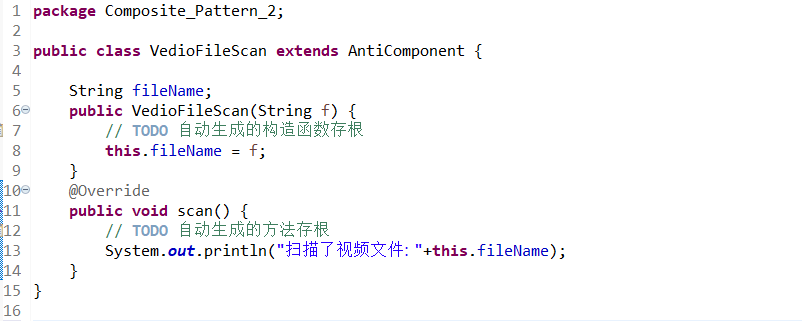 1 package Composite_Pattern_2;
2
3 public class VedioFileScan extends AntiComponent {
4
5     String fileName;
6     public VedioFileScan(String f) {
7         // TODO 自动生成的构造函数存根
8         this.fileName = f;
9     }
10     @Override
11     public void scan() {
12         // TODO 自动生成的方法存根
13         System.out.println("扫描了视频文件: "+this.fileName);
14     }
15 }
16